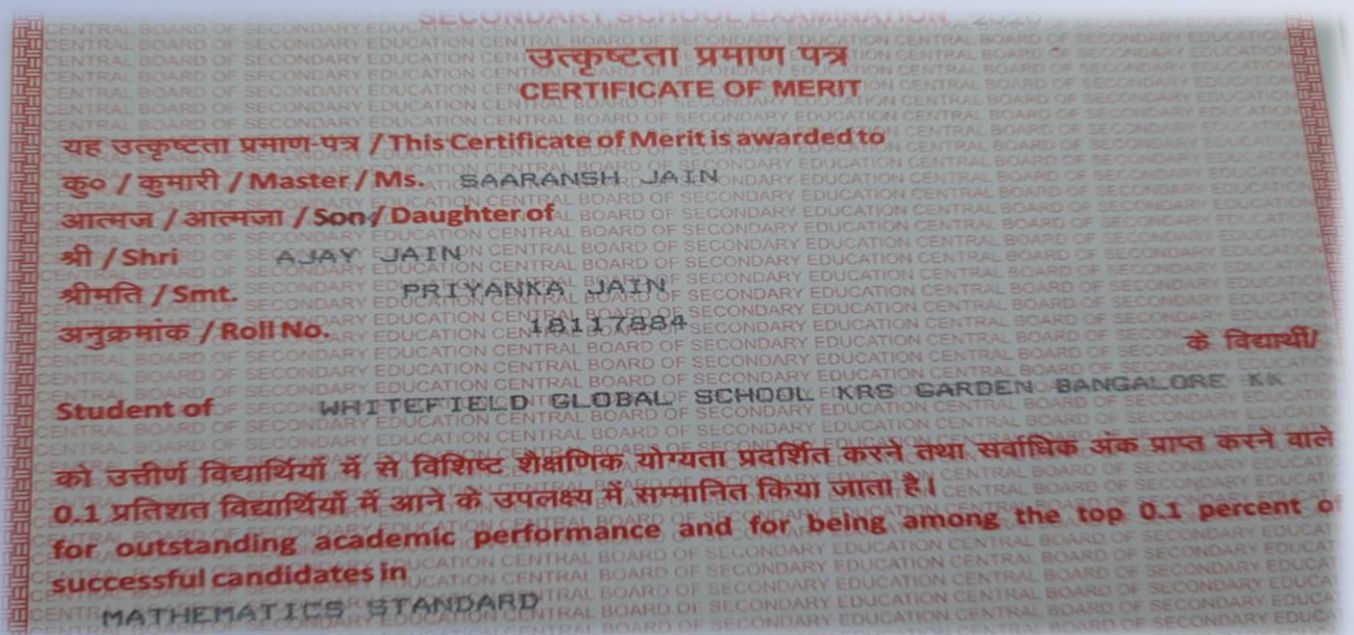 SECONDARY SCHOOL EXAMINATION, 2020
उत्कृष्टता प्रमाण पत्र
CERTIFICATE OF MERIT
यह उत्कृष्टता प्रमाण-पत्र / This Certificate of Merit is awarded to
कु० / कुमारी / Master / Ms. SAARANSH JAIN
आत्मज / आत्मजा / Son / Daughter of
श्री / Shri AJAY JAIN
श्रीमति / Smt. PRIYANKA JAIN
अनुक्रमांक / Roll No. 18117884
के विद्यार्थी/
Student of WHITEFIELD GLOBAL SCHOOL KRS GARDEN BANGALORE KK
को उत्तीर्ण विद्यार्थियों में से विशिष्ट शैक्षणिक योग्यता प्रदर्शित करने तथा सर्वाधिक अंक प्राप्त करने वाले
0.1 प्रतिशत विद्यार्थियों में आने के उपलक्ष्य में सम्मानित किया जाता है।
for outstanding academic performance and for being among the top 0.1 percent of
successful candidates in
MATHEMATICS STANDARD